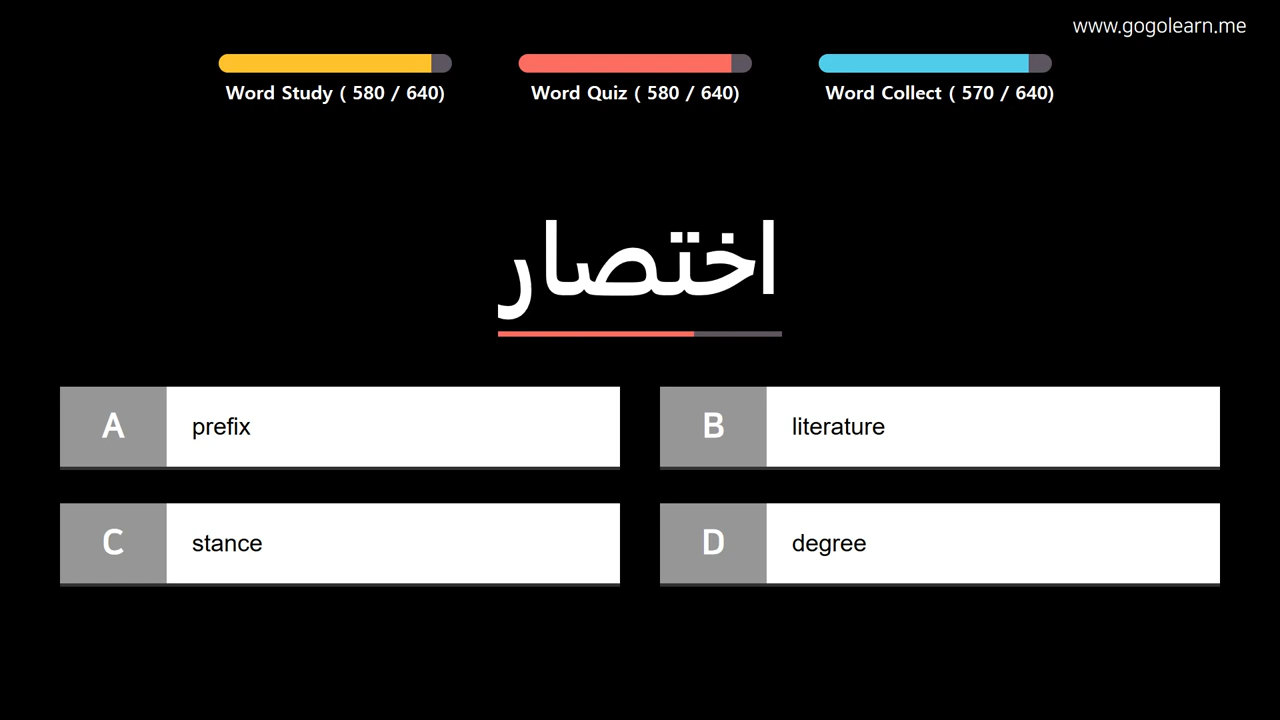 www.gogolearn.me
Word Study ( 580 / 640)
Word Quiz ( 580 / 640)
Word Collect ( 570 / 640)
اختصار
A prefix
B literature
C stance
D degree